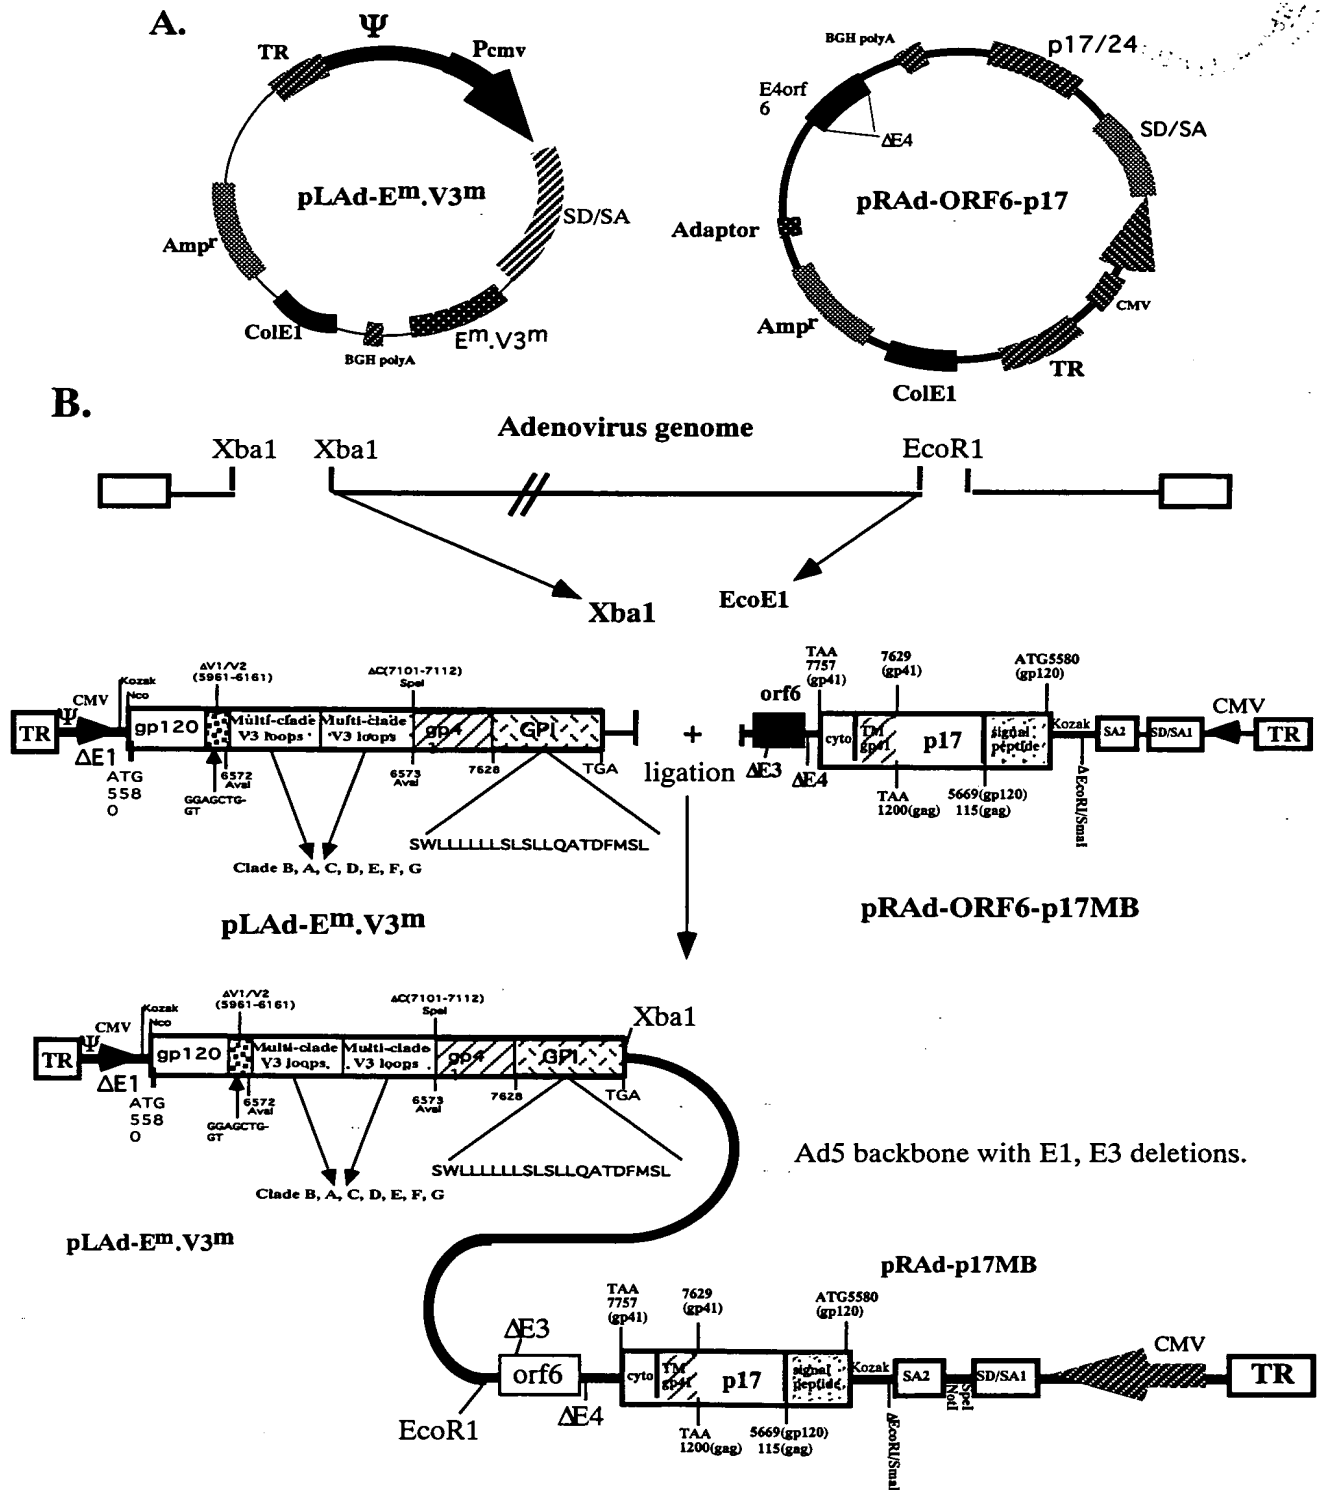 A.
Ψ
TR
Pcmv
pLAd-Eᵐ.V3ᵐ
SD/SA
Ampʳ
ColE1
BGH polyA
Eᵐ.V3ᵐ
BGH polyA
p17/24
E4orf
6
ΔE4
SD/SA
pRAd-ORF6-p17
Adaptor
CMV
Ampʳ
TR
ColE1
B.
Adenovirus genome
Xba1
Xba1
EcoR1
Xba1
EcoE1
ΔV1/V2
(5961-6161)
ΔC(7101-7112)
SpeI
Kozak
Nco
CMV
Ψ
TR
gp120
Multi-clade
V3 loops
Multi-clade
V3 loops
gp4
1
GPI
ΔE1
ATG
558
0
GGAGCTG-
GT
6572
AvaI
6573
AvaI
7628
TGA
SWLLLLLLSLSLLQATDFMSL
Clade B, A, C, D, E, F, G
pLAd-Eᵐ.V3ᵐ
+
ligation
TAA
7757
(gp41)
7629
(gp41)
ATG5580
(gp120)
orf6
cyto
TM
gp41
p17
signal
peptide
Kozak
SA2
SD/SA1
CMV
TR
ΔE3
ΔE4
TAA
1200(gag)
5669(gp120)
115(gag)
ΔEcoRI/SmaI
pRAd-ORF6-p17MB
ΔV1/V2
(5961-6161)
ΔC(7101-7112)
SpeI
Xba1
Kozak
Nco
CMV
Ψ
TR
gp120
Multi-clade
V3 loops
Multi-clade
V3 loops
gp4
1
GPI
ΔE1
ATG
558
0
GGAGCTG-
GT
6572
AvaI
6573
AvaI
7628
TGA
SWLLLLLLSLSLLQATDFMSL
Clade B, A, C, D, E, F, G
Ad5 backbone with E1, E3 deletions.
pLAd-Eᵐ.V3ᵐ
pRAd-p17MB
TAA
7757
(gp41)
7629
(gp41)
ATG5580
(gp120)
ΔE3
orf6
cyto
TM
gp41
p17
signal
peptide
Kozak
SA2
NotI
SpeI
SD/SA1
CMV
TR
EcoR1
ΔE4
TAA
1200(gag)
5669(gp120)
115(gag)
ΔEcoRI/SmaI